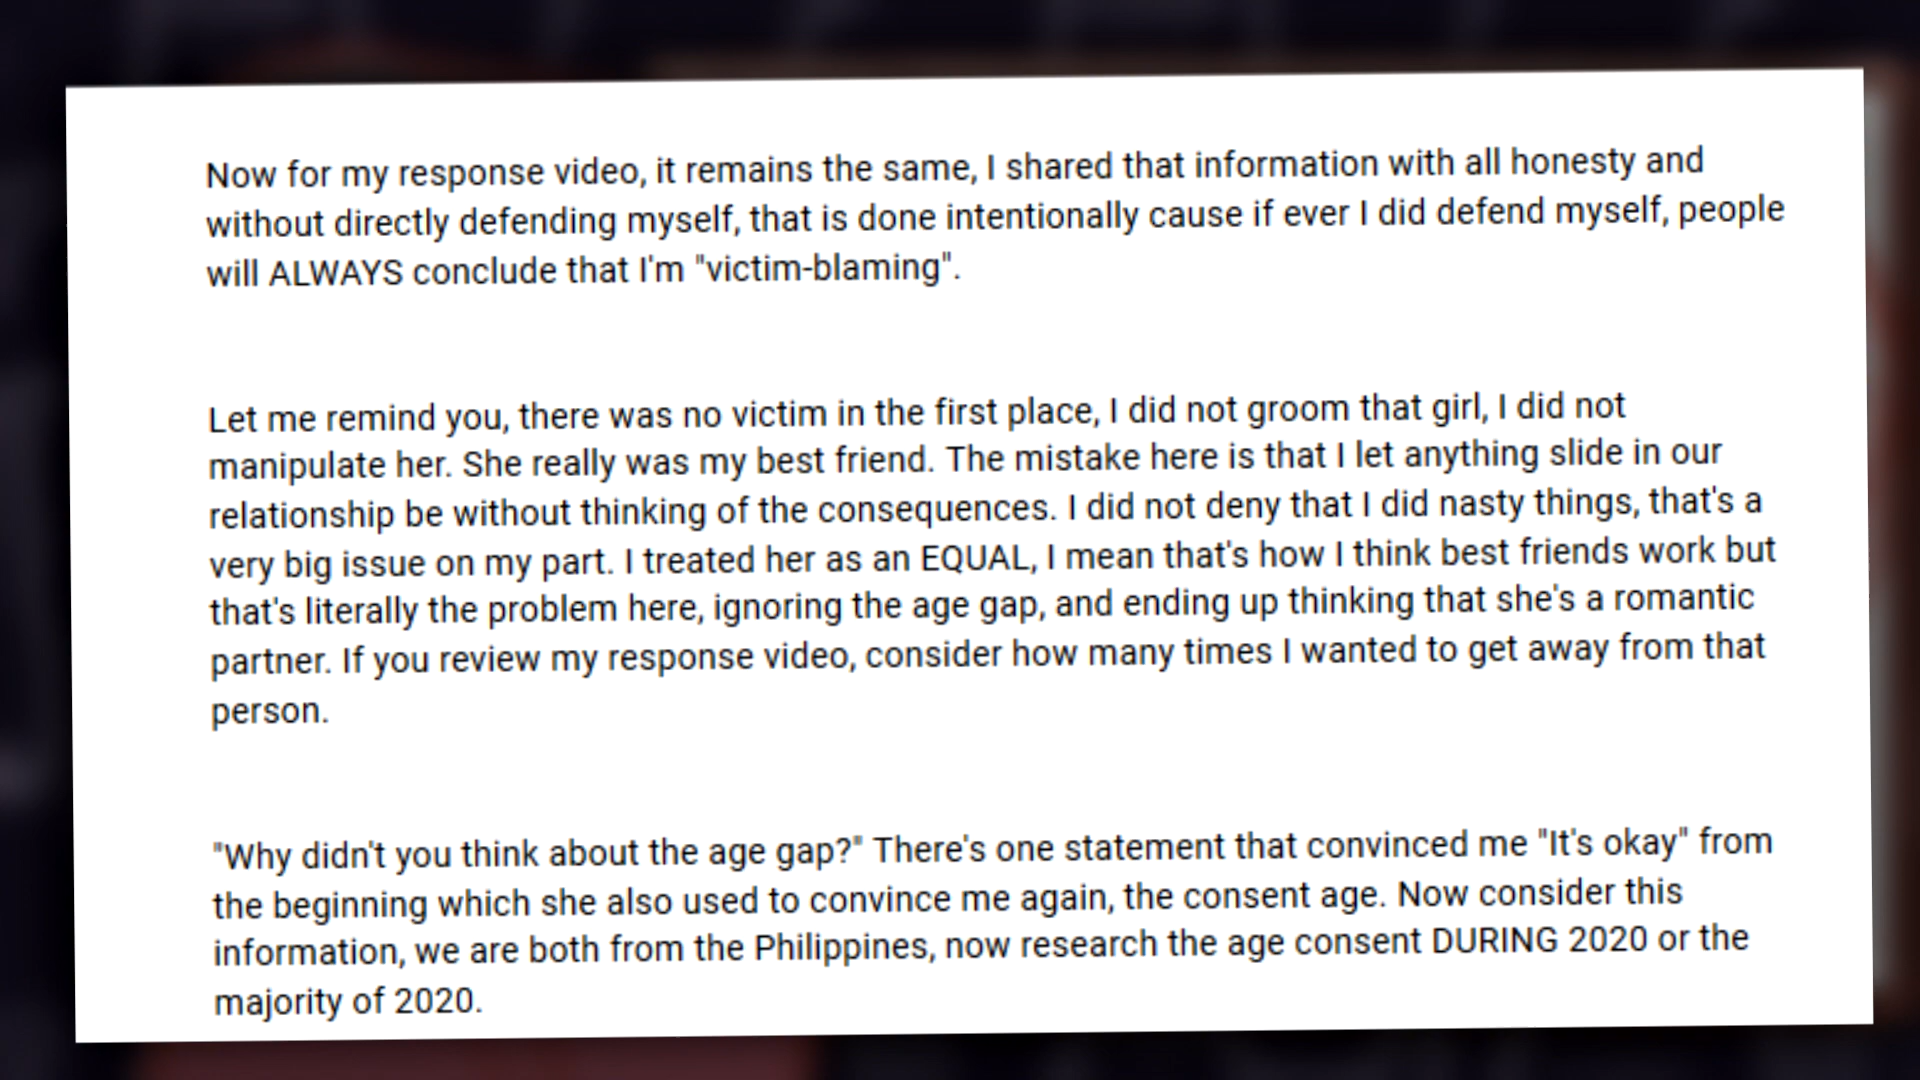 Now for my response video, it remains the same, I shared that information with all honesty and
without directly defending myself, that is done intentionally cause if ever I did defend myself, people
will ALWAYS conclude that I'm "victim-blaming".
Let me remind you, there was no victim in the first place, I did not groom that girl, I did not
manipulate her. She really was my best friend. The mistake here is that I let anything slide in our
relationship be without thinking of the consequences. I did not deny that I did nasty things, that's a
very big issue on my part. I treated her as an EQUAL, I mean that's how I think best friends work but
that's literally the problem here, ignoring the age gap, and ending up thinking that she's a romantic
partner. If you review my response video, consider how many times I wanted to get away from that
person.
"Why didn't you think about the age gap?" There's one statement that convinced me "It's okay" from
the beginning which she also used to convince me again, the consent age. Now consider this
information, we are both from the Philippines, now research the age consent DURING 2020 or the
majority of 2020.